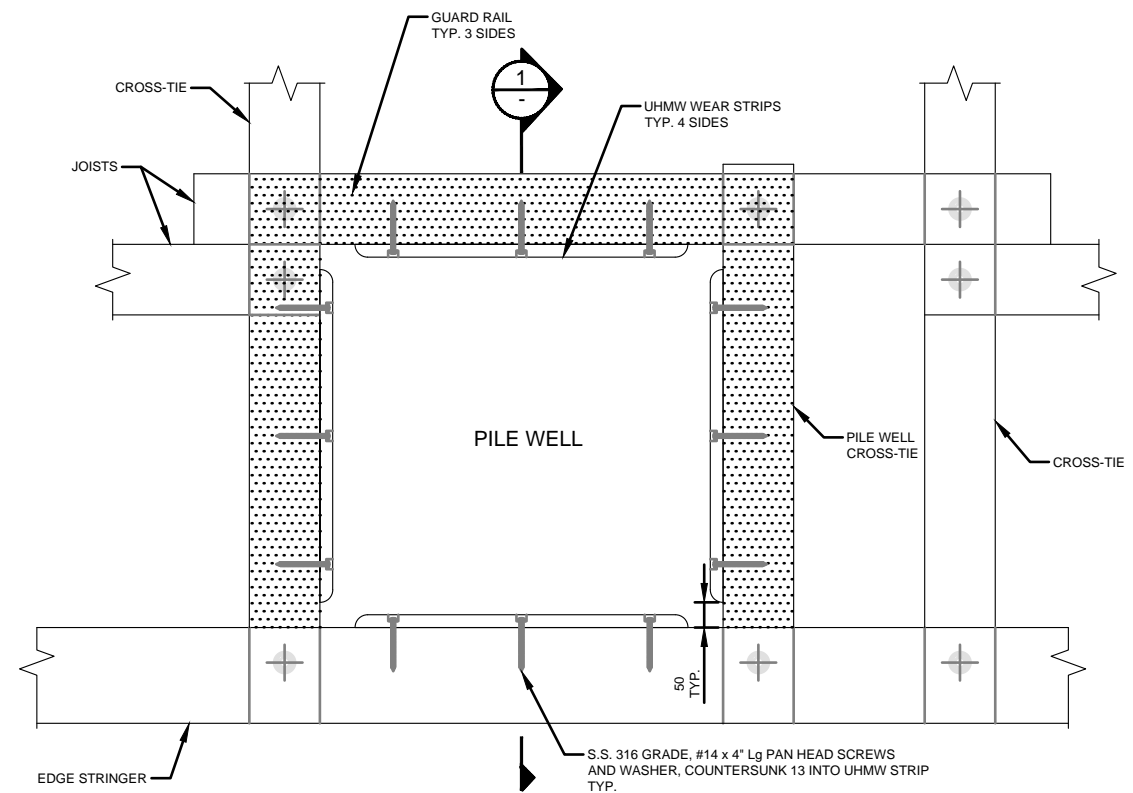 GUARD RAIL
TYP. 3 SIDES
CROSS-TIE
1
-
UHMW WEAR STRIPS
TYP. 4 SIDES
JOISTS
PILE WELL
PILE WELL
CROSS-TIE
CROSS-TIE
50
TYP.
EDGE STRINGER
S.S. 316 GRADE, #14 x 4" Lg PAN HEAD SCREWS
AND WASHER, COUNTERSUNK 13 INTO UHMW STRIP
TYP.